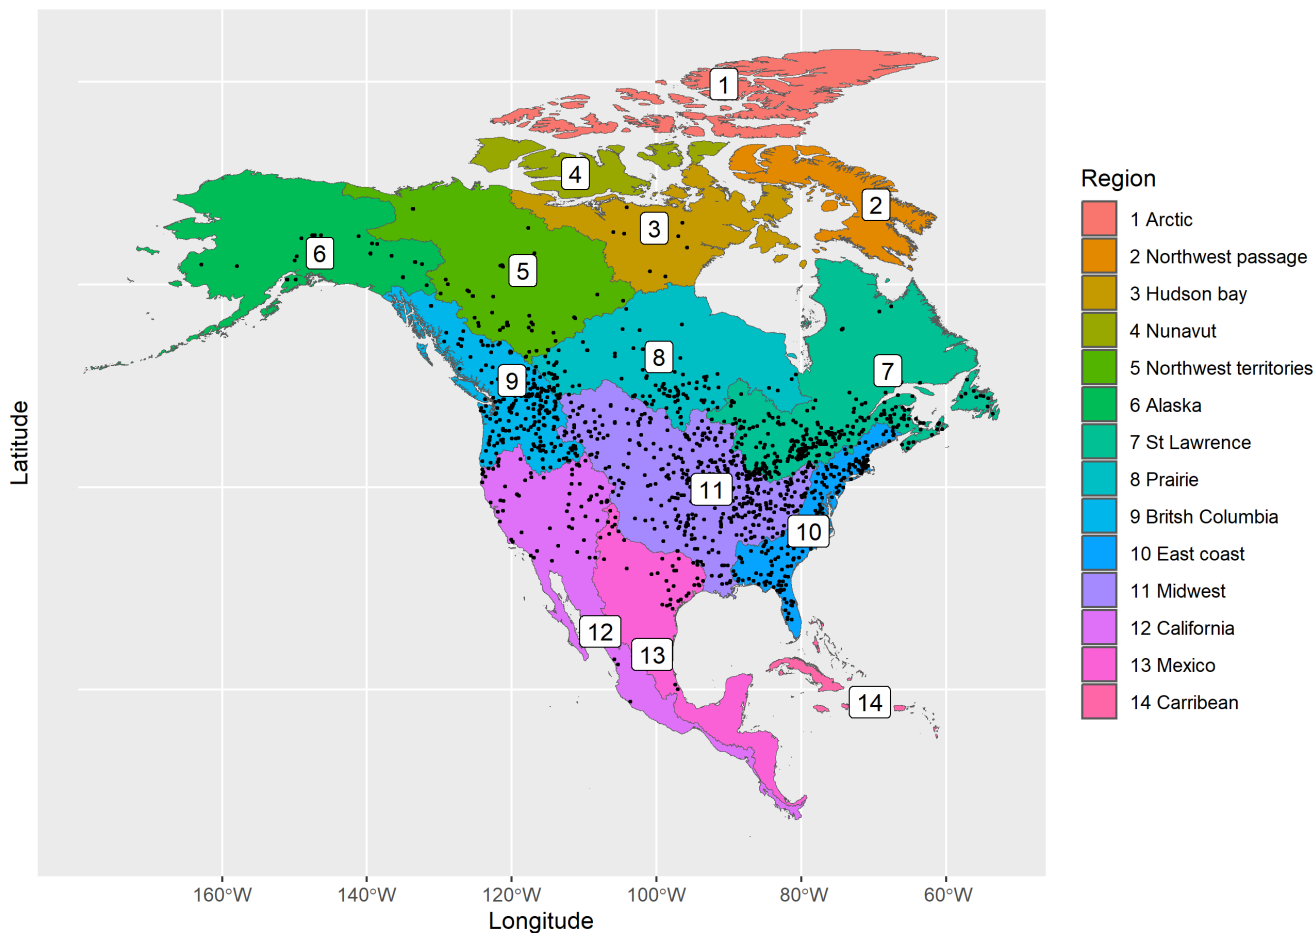 Region
1 Arctic
2 Northwest passage
3 Hudson bay
4 Nunavut
5 Northwest territories
6 Alaska
7 St Lawrence
8 Prairie
9 Britsh Columbia
10 East coast
11 Midwest
12 California
13 Mexico
14 Carribean
1
4
2
3
6
5
8
7
9
11
10
12
13
14
Latitude
160°W 140°W 120°W 100°W 80°W 60°W
Longitude